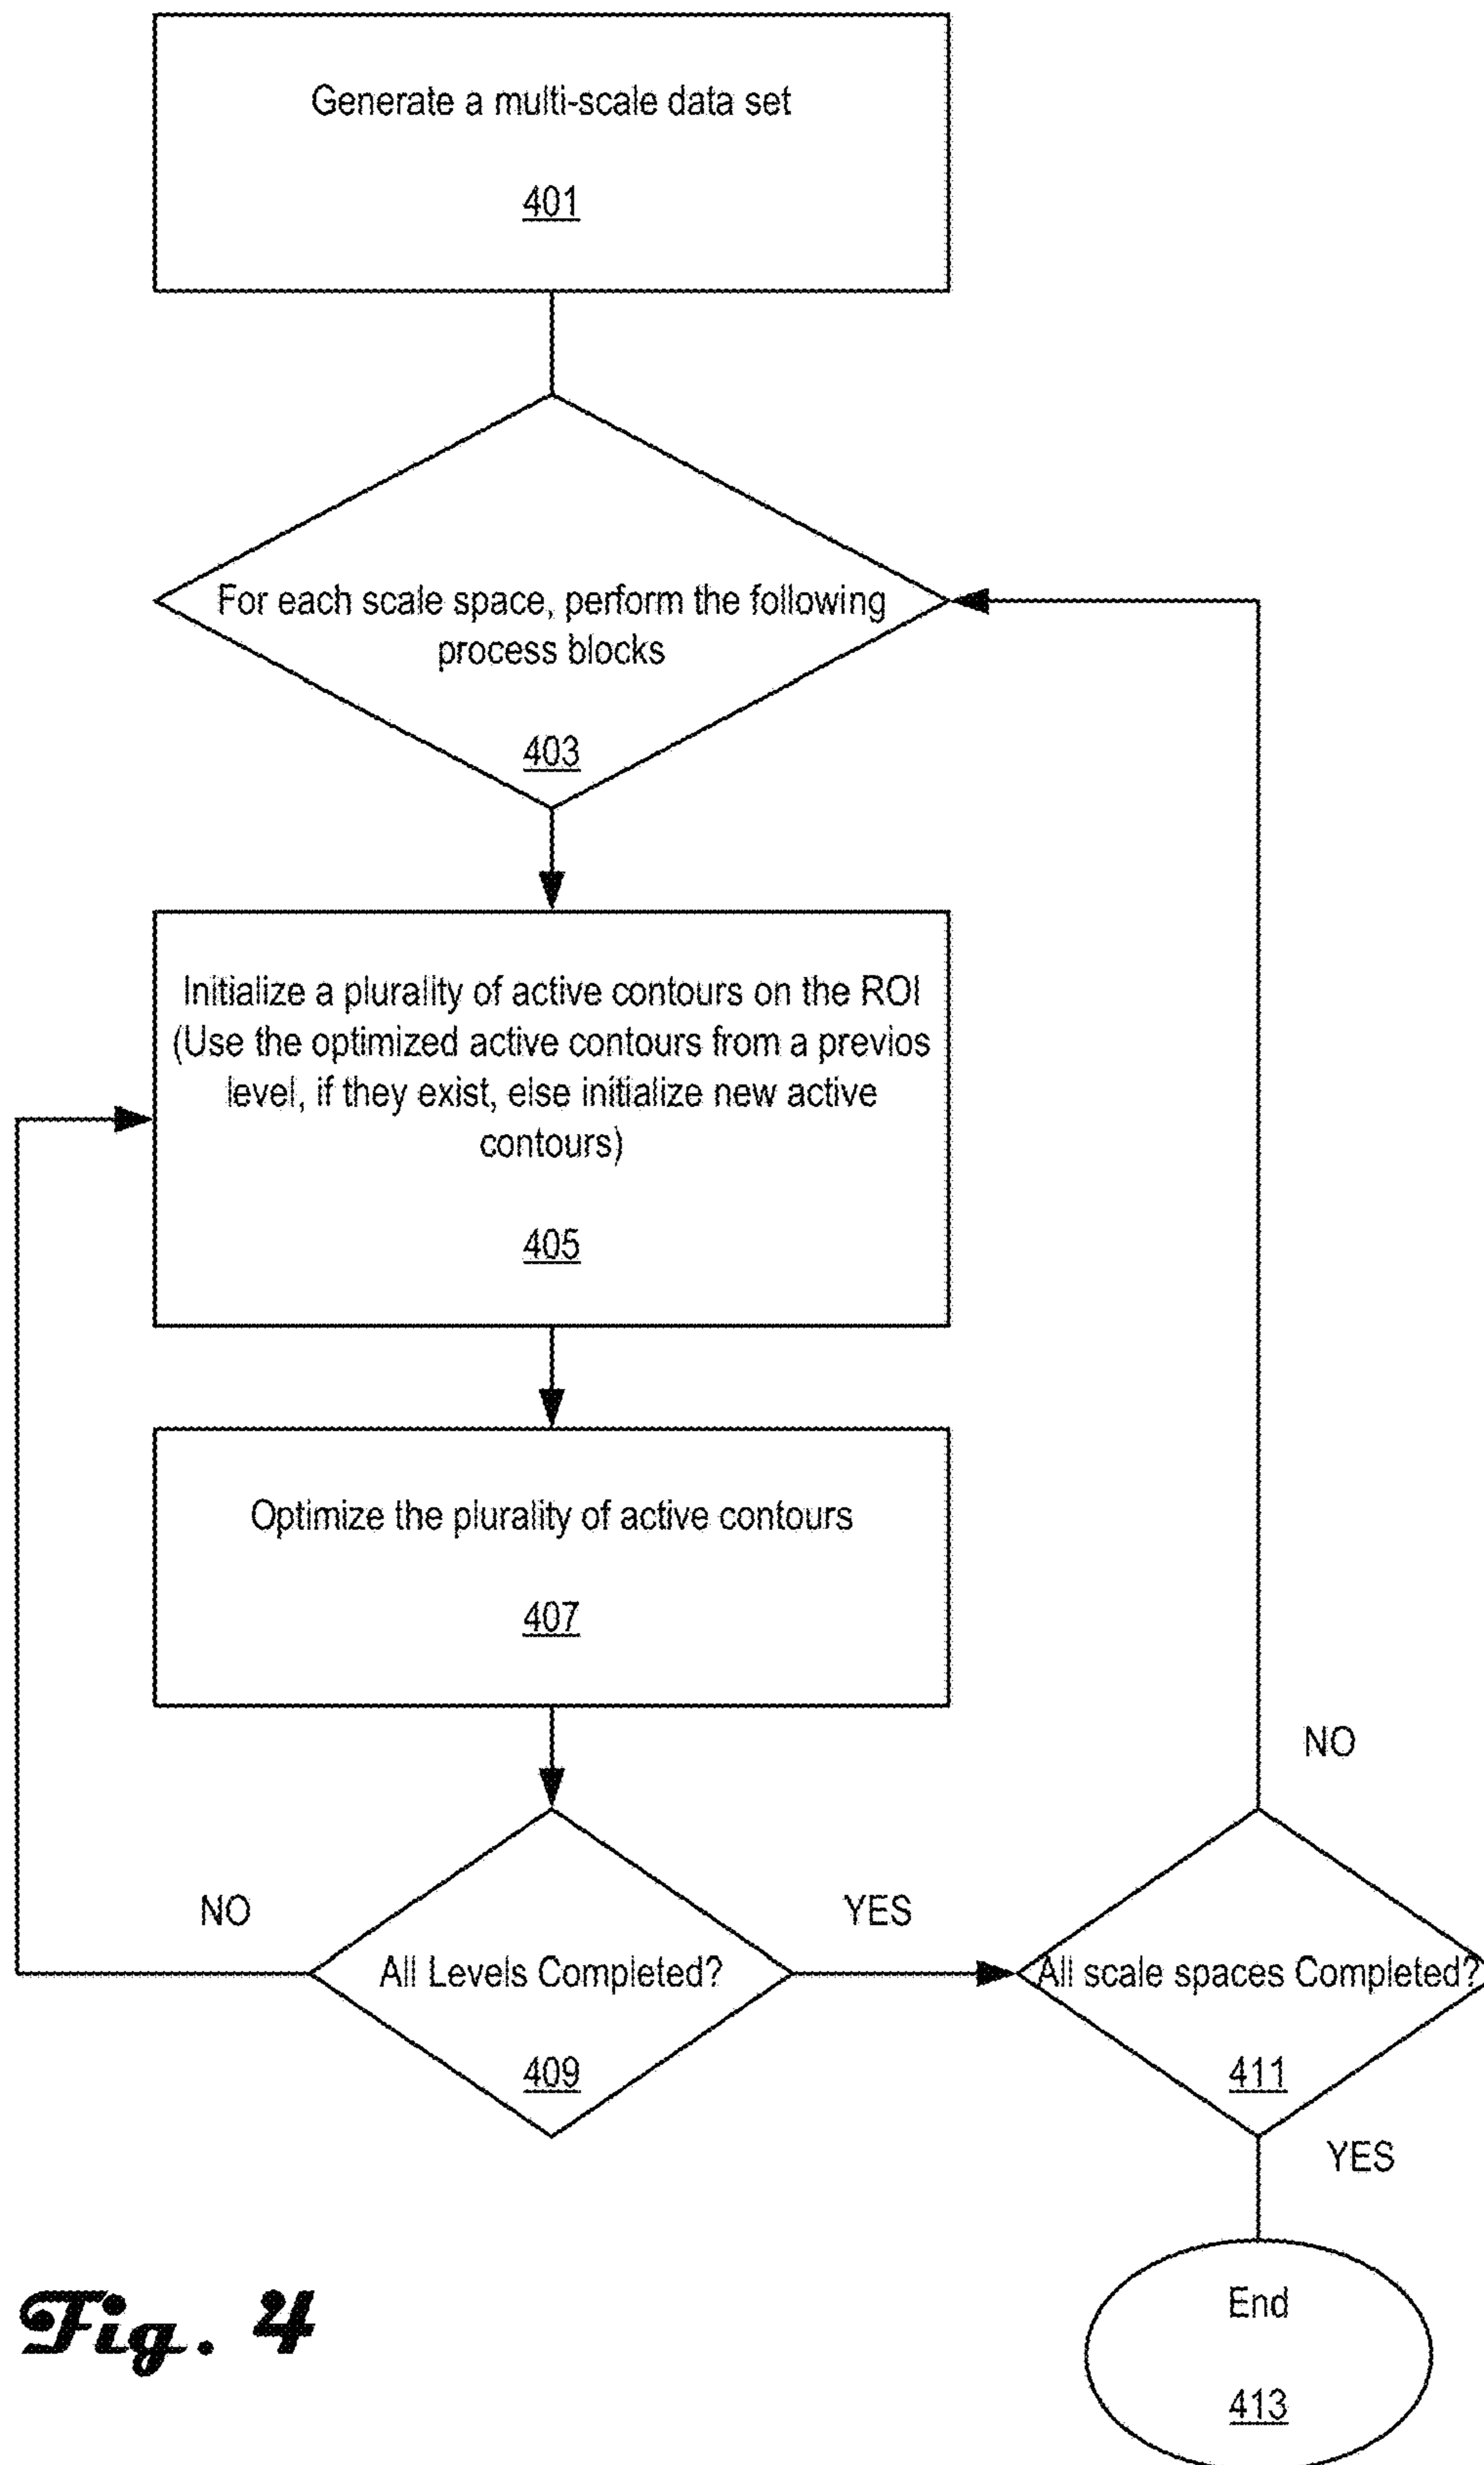 Generate a multi-scale data set
401
For each scale space, perform the following
process blocks
403
Initialize a plurality of active contours on the ROI
(Use the optimized active contours from a previos
level, if they exist, else initialize new active
contours)
405
Optimize the plurality of active contours
407
NO
NO
YES
All Levels Completed?
409
All scale spaces Completed?
411
YES
End
413
Fig. 4